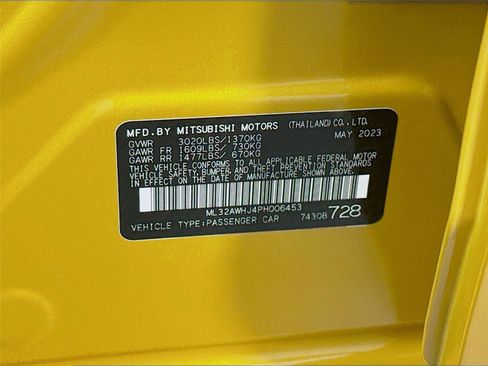 MFD.BY MITSUBISHI MOTORS (THAILAND) CO., LTD.
GVWR 3020LBS/1370KG MAY 2023
GAWR FR 1609LBS/ 730KG
GAWR RR 1477LBS/ 670KG
THIS VEHICLE CONFORMS TO ALL APPLICABLE FEDERAL MOTOR
VEHICLE SAFETY, BUMPER, AND THEFT PREVENTION STANDARDS
IN EFFECT ON THE DATE OF MANUFACTURE SHOWN ABOVE.
ML32AWHJ4PH006453
VEHICLE TYPE:PASSENGER CAR 7430B 728